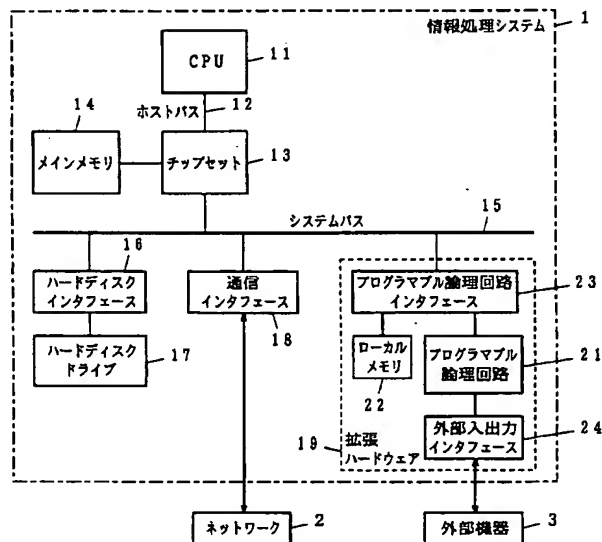 情報処理システム
1
CPU
11
ホストバス
12
14
メインメモリ
チップセット
13
システムバス
15
16
ハードディスク
インタフェース
通信
インタフェース
18
プログラマブル論理回路
インタフェース
23
ハードディスク
ドライブ
17
ローカル
メモリ
22
プログラマブル
論理回路
21
19
拡張
ハードウェア
外部入出力
インタフェース
24
ネットワーク
2
外部機器
3